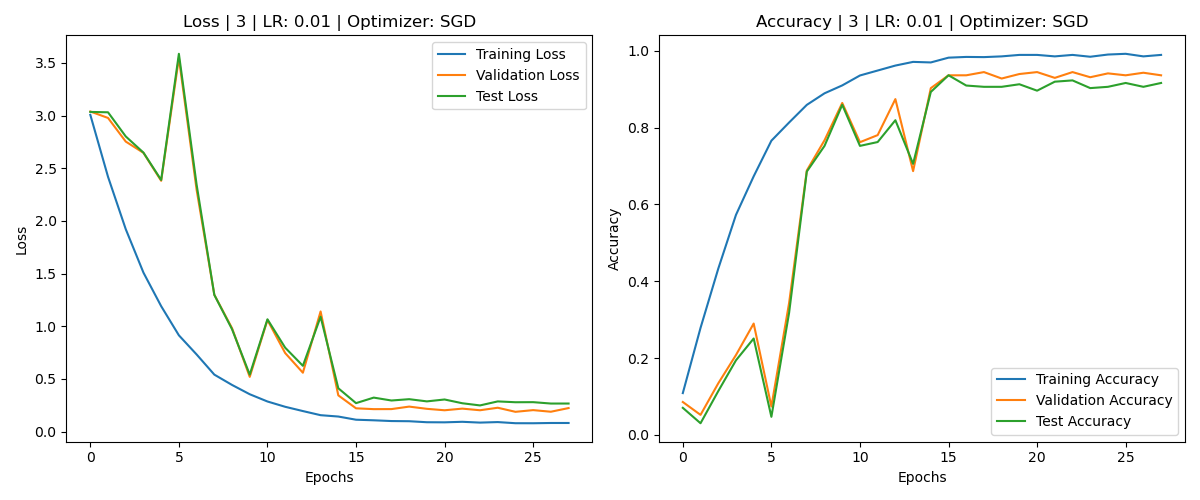 Loss | 3 | LR: 0.01 | Optimizer: SGD
Training Loss
Validation Loss
Test Loss
3.5
3.0
2.5
2.0
1.5
1.0
0.5
0.0
Loss
0 5 10 15 20 25
Epochs
Accuracy | 3 | LR: 0.01 | Optimizer: SGD
1.0
0.8
0.6
0.4
0.2
0.0
Accuracy
Training Accuracy
Validation Accuracy
Test Accuracy
0 5 10 15 20 25
Epochs